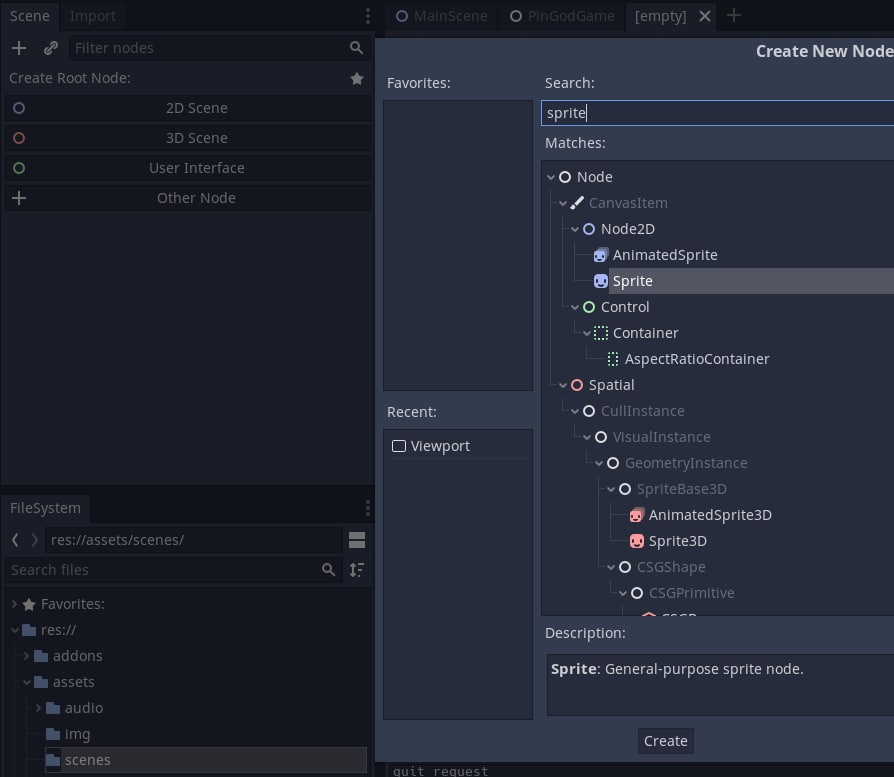 Scene Import
MainScene PinGodGame [empty]
Filter nodes
Create Root Node:
2D Scene
3D Scene
User Interface
Other Node
Create New Node
Favorites:
Search:
sprite
Matches:
Node
CanvasItem
Node2D
AnimatedSprite
Sprite
Control
Container
AspectRatioContainer
Spatial
CullInstance
VisualInstance
GeometryInstance
SpriteBase3D
AnimatedSprite3D
Sprite3D
CSGShape
CSGPrimitive
Recent:
Viewport
Description:
Sprite: General-purpose sprite node.
Create
FileSystem
res://assets/scenes/
Search files
Favorites:
res://
addons
assets
audio
img
scenes
quit request